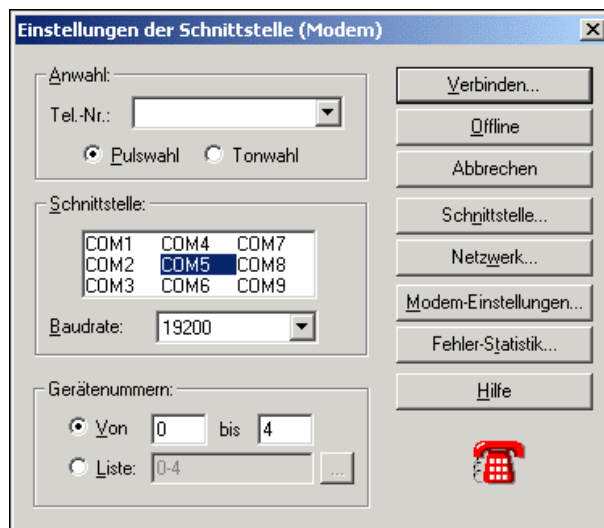 Einstellungen der Schnittstelle (Modem)
Anwahl:
Tel.-Nr.:
Pulswahl Tonwahl
Schnittstelle:
COM1 COM4 COM7
COM2 COM5 COM8
COM3 COM6 COM9
Baudrate: 19200
Gerätenummern:
Von 0 bis 4
Liste: 0-4 ...
Verbinden...
Offline
Abbrechen
Schnittstelle...
Netzwerk...
Modem-Einstellungen...
Fehler-Statistik...
Hilfe